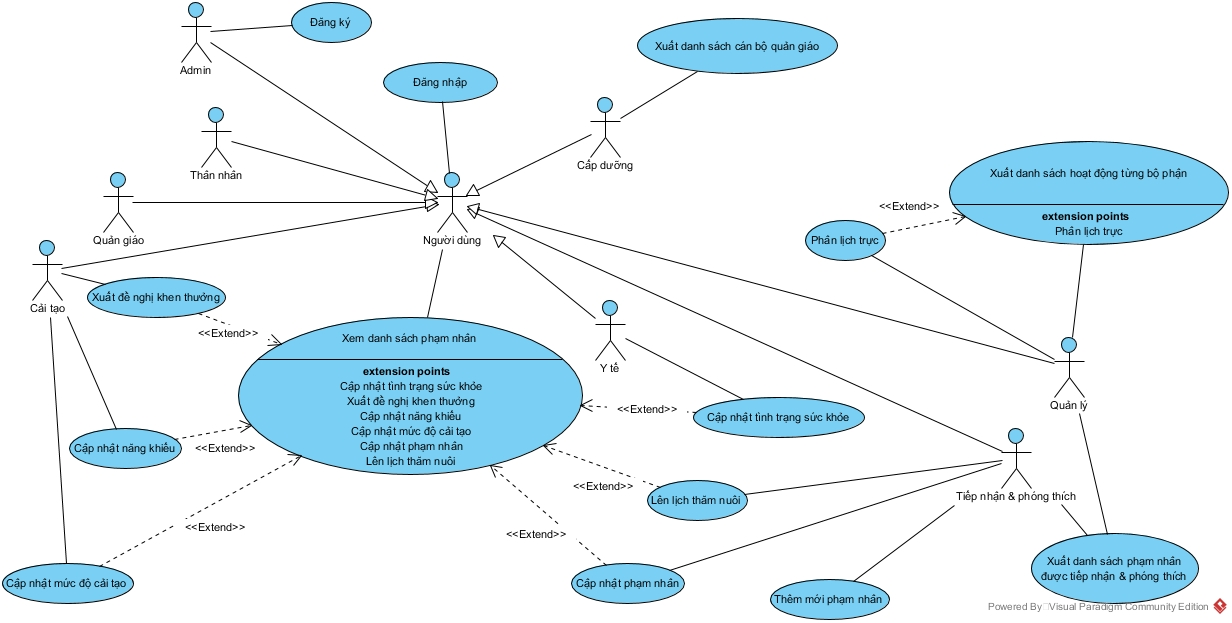 Đăng ký
Admin
Xuất danh sách cán bộ quản giáo
Đăng nhập
Cấp dưỡng
Thân nhân
Xuất danh sách hoạt động từng bộ phận
<<Extend>>
extension points
Phân lịch trực
Phân lịch trực
Quản giáo
Người dùng
Cải tạo
Xuất đề nghị khen thưởng
<<Extend>>
Xem danh sách phạm nhân
extension points
Cập nhật tình trạng sức khỏe
Xuất đề nghị khen thưởng
Cập nhật năng khiếu
Cập nhật mức độ cải tạo
Cập nhật phạm nhân
Lên lịch thăm nuôi
Y tế
<<Extend>>
Cập nhật tình trạng sức khỏe
Quản lý
Cập nhật năng khiếu
<<Extend>>
<<Extend>>
Lên lịch thăm nuôi
Tiếp nhận & phóng thích
<<Extend>>
<<Extend>>
Cập nhật mức độ cải tạo
Cập nhật phạm nhân
Thêm mới phạm nhân
Xuất danh sách phạm nhân
được tiếp nhận & phóng thích
Powered By Visual Paradigm Community Edition